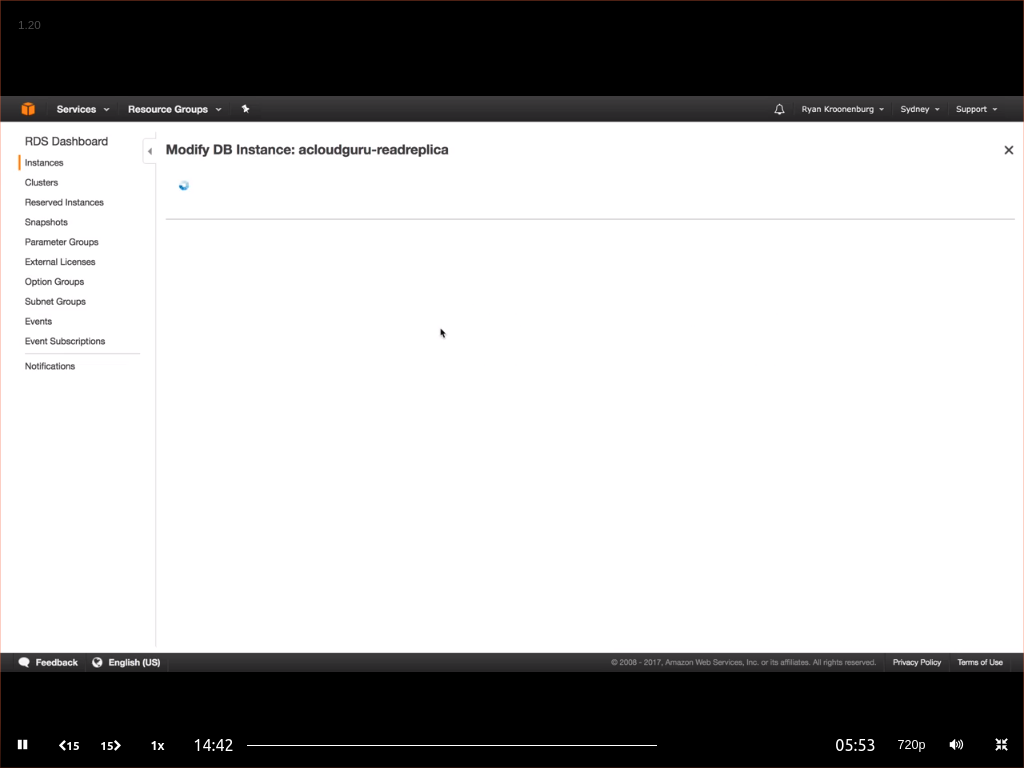 1.20
Services Resource Groups Ryan Kroonenburg Sydney Support
RDS Dashboard
Instances
Clusters
Reserved Instances
Snapshots
Parameter Groups
External Licenses
Option Groups
Subnet Groups
Events
Event Subscriptions
Notifications
Modify DB Instance: acloudguru-readreplica
Feedback English (US) © 2008 - 2017, Amazon Web Services, Inc. or its affiliates. All rights reserved. Privacy Policy Terms of Use
15 15 1x 14:42 05:53 720p